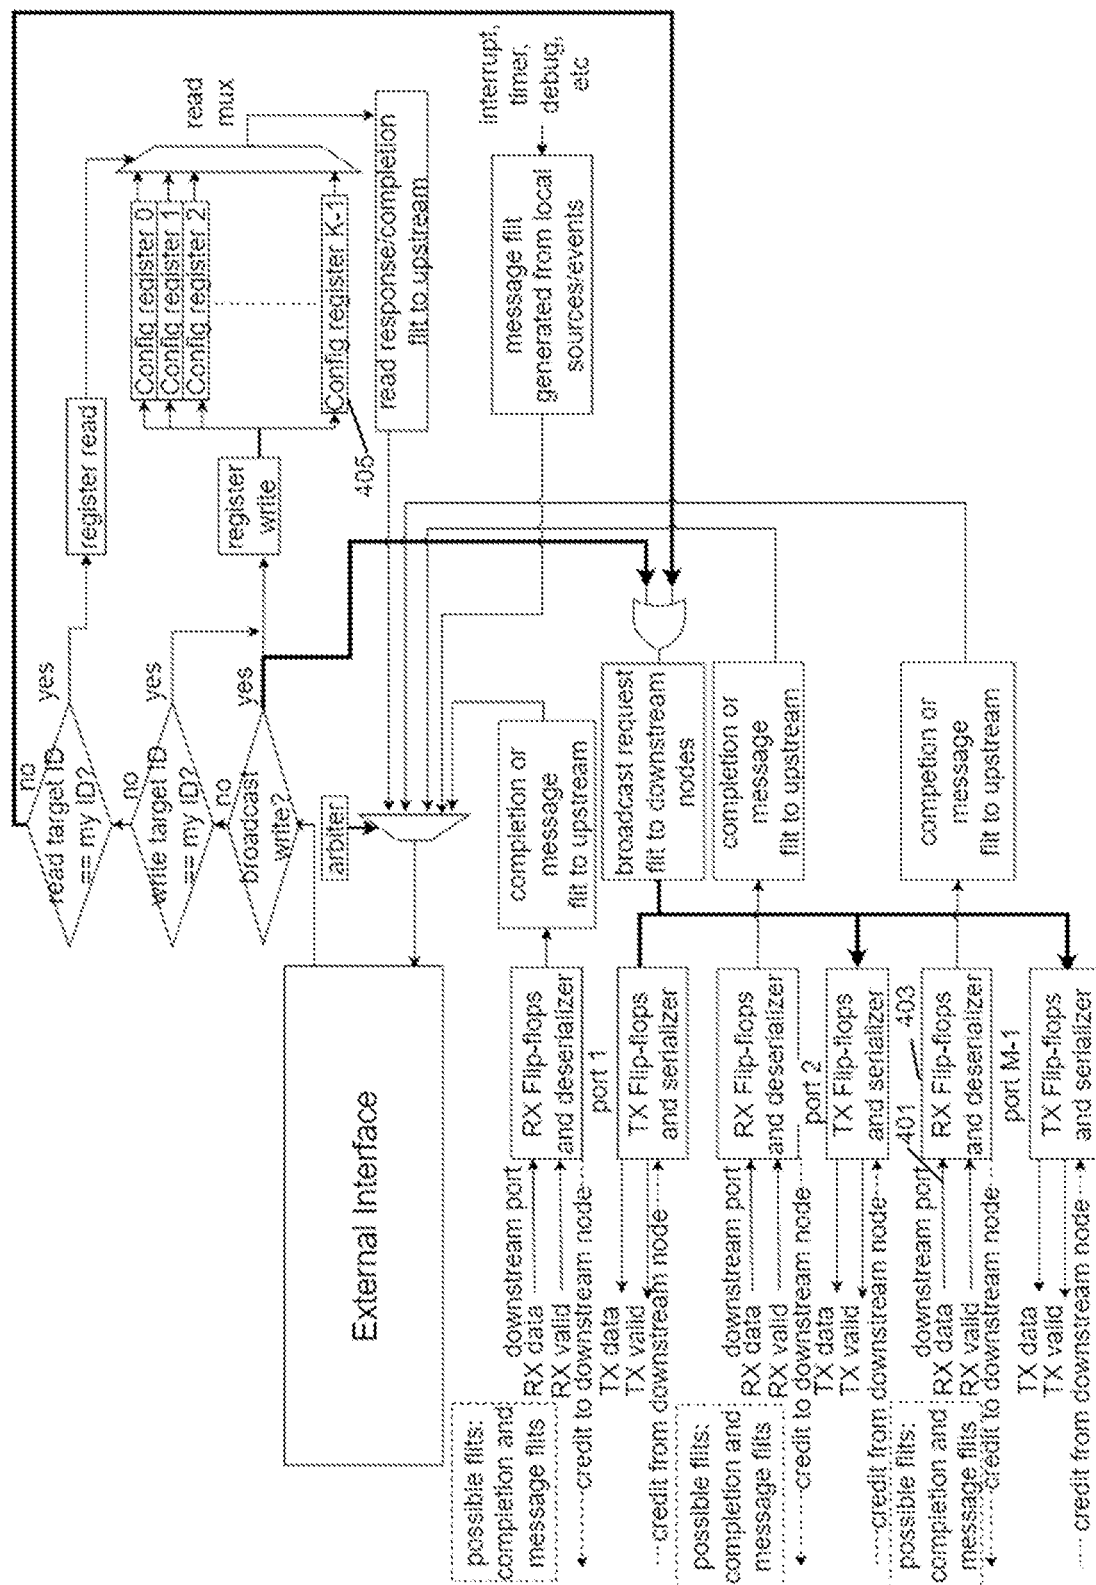 External Interface
broadcast
write?
no
yes
write target ID
== my ID?
no
yes
read target ID
== my ID?
no
yes
register read
register
write
Config register 0
Config register 1
Config register 2
Config register K-1
405
read
mux
read response/completion
flit to upstream
interrupt,
timer,
debug,
etc
message flit
generated from local
sources/events
arbiter
possible flits:
completion and
message flits
downstream port
RX data
RX valid
credit to downstream node
TX data
TX valid
credit from downstream node
RX Flip-flops
and deserializer
port 1
TX Flip-flops
and serializer
completion or
message
flit to upstream
broadcast request
flit to downstream
nodes
possible flits:
completion and
message flits
downstream port
RX data
RX valid
credit to downstream node
TX data
TX valid
credit from downstream node
RX Flip-flops
and deserializer
port 2
TX Flip-flops
and serializer
completion or
message
flit to upstream
possible flits:
completion and
message flits
downstream port
RX data
RX valid
credit to downstream node
TX data
TX valid
credit from downstream node
401
403
RX Flip-flops
and deserializer
port M-1
TX Flip-flops
and serializer
competion or
message
flit to upstream